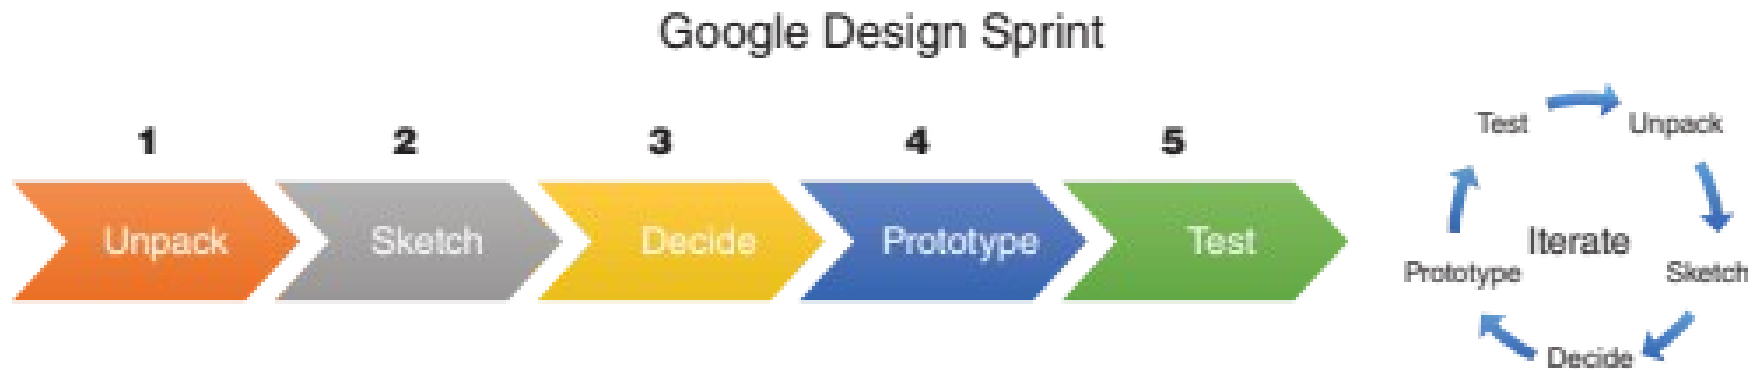 Google Design Sprint
1 2 3 4 5
Unpack Sketch Decide Prototype Test
Test Unpack
Iterate
Prototype Sketch
Decide